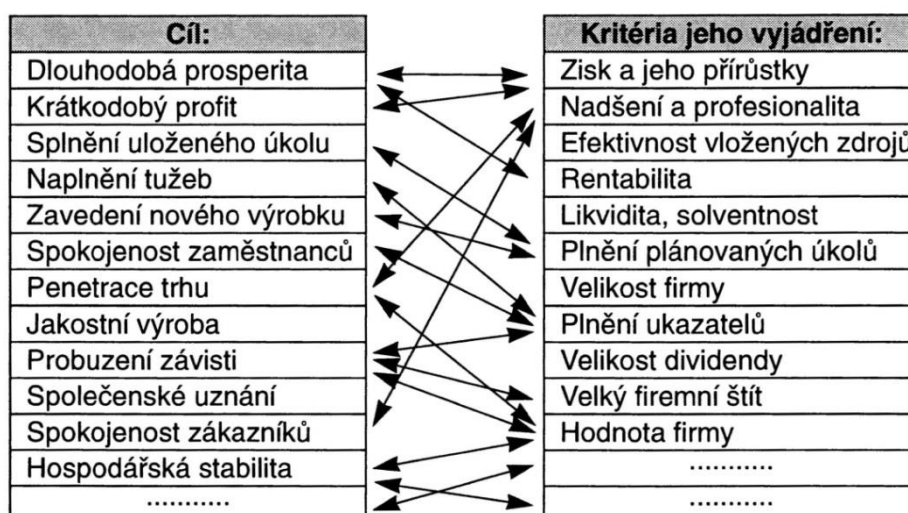 Cíl:
Dlouhodobá prosperita
Krátkodobý profit
Splnění uloženého úkolu
Naplnění tužeb
Zavedení nového výrobku
Spokojenost zaměstnanců
Penetrace trhu
Jakostní výroba
Probuzení závisti
Společenské uznání
Spokojenost zákazníků
Hospodářská stabilita
...........
Kritéria jeho vyjádření:
Zisk a jeho přírůstky
Nadšení a profesionalita
Efektivnost vložených zdrojů
Rentabilita
Likvidita, solventnost
Plnění plánovaných úkolů
Velikost firmy
Plnění ukazatelů
Velikost dividendy
Velký firemní štít
Hodnota firmy
...........
...........